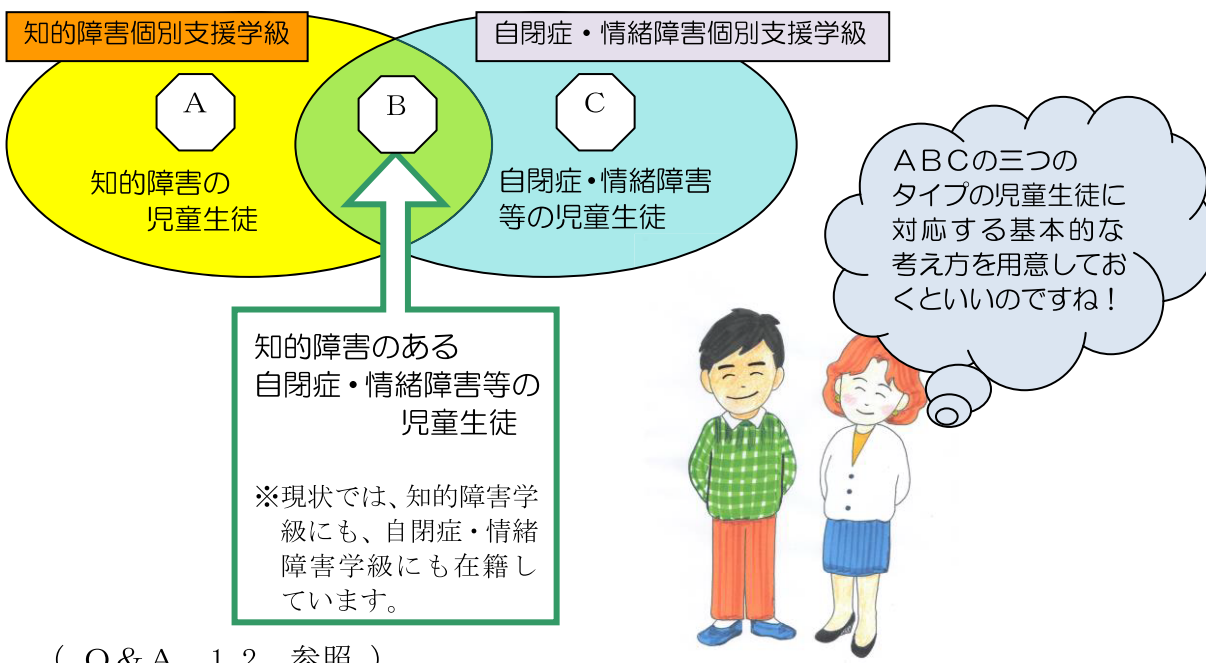 知的障害個別支援学級
自閉症・情緒障害個別支援学級
A
B
C
知的障害の
児童生徒
自閉症・情緒障害
等の児童生徒
ABCの三つの
タイプの児童生徒に
対応する基本的な
考え方を用意してお
くといいのですね！
知的障害のある
自閉症・情緒障害等の
児童生徒
※現状では、知的障害学
級にも、自閉症・情緒
障害学級にも在籍し
ています。
（ Q＆A　1 2　参照 ）